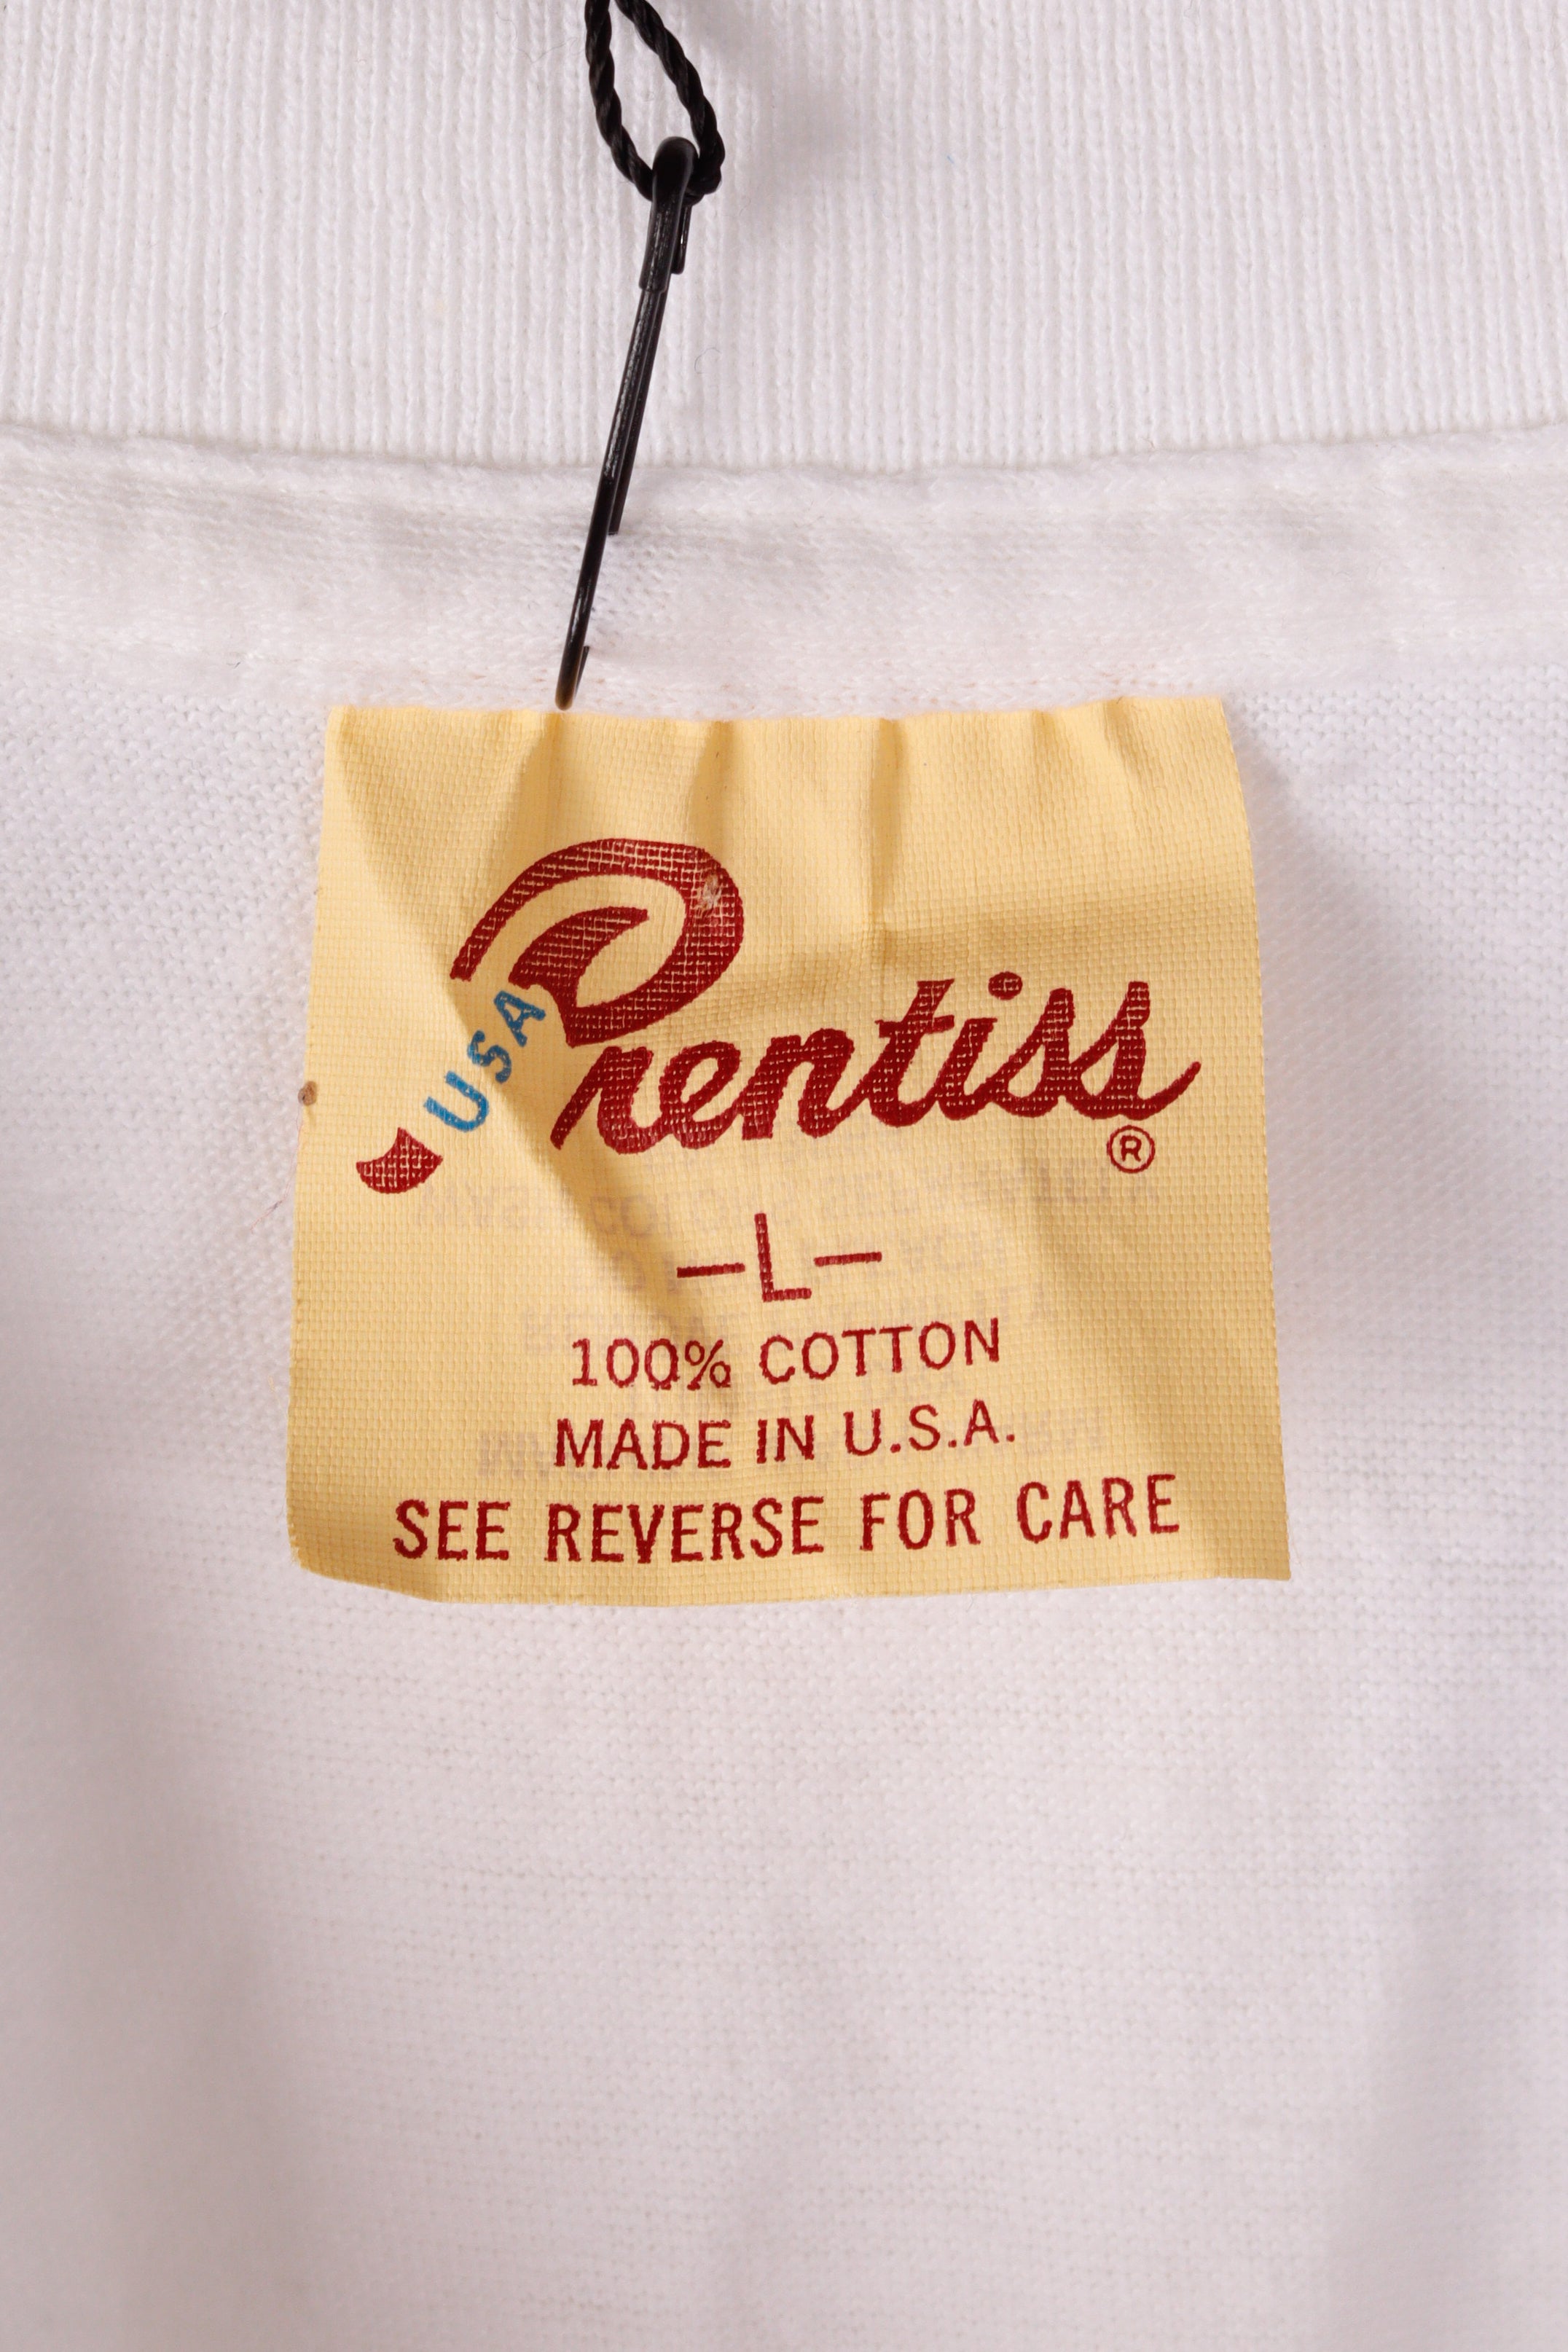 Prentiss
USA
®
-L-
100% COTTON
MADE IN U.S.A.
SEE REVERSE FOR CARE